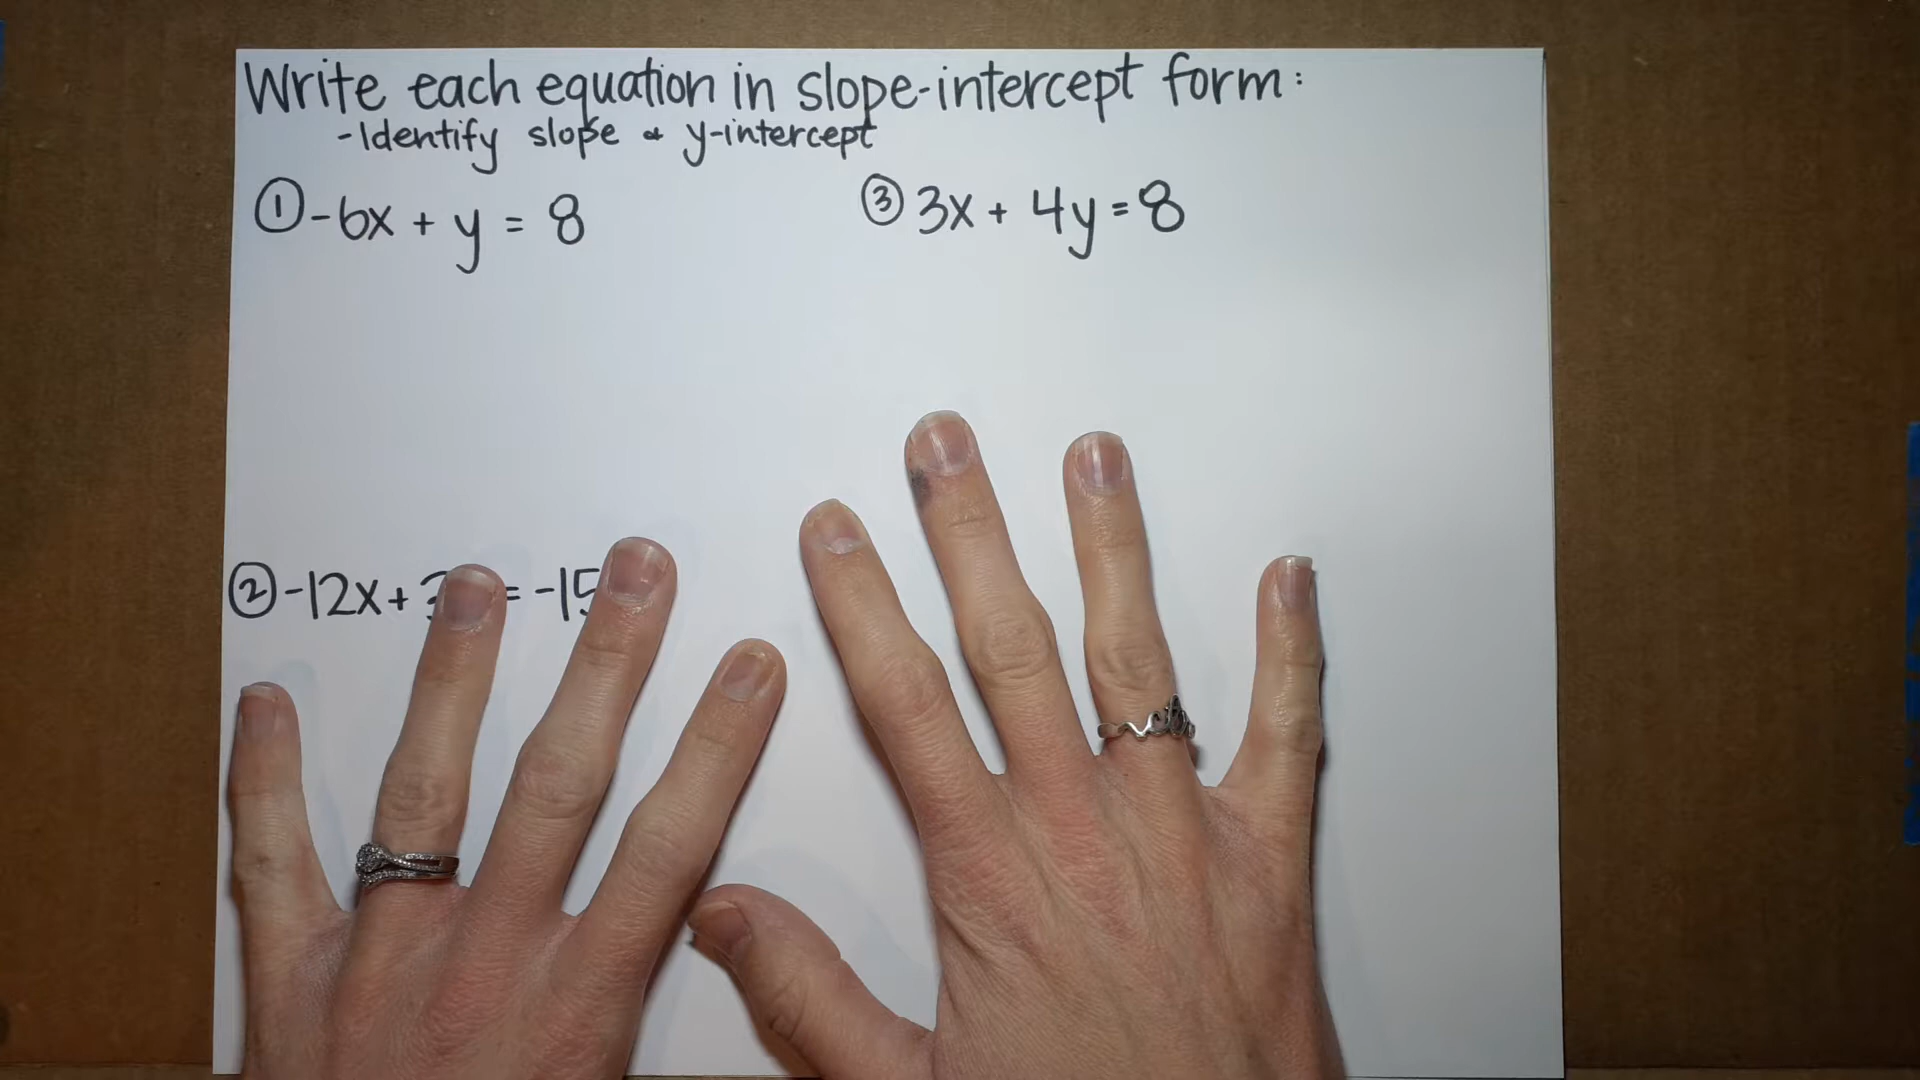 Write each equation in slope-intercept form:
-Identify slope & y-intercept
① -6x + y = 8
③ 3x + 4y = 8
② -12x + = -15